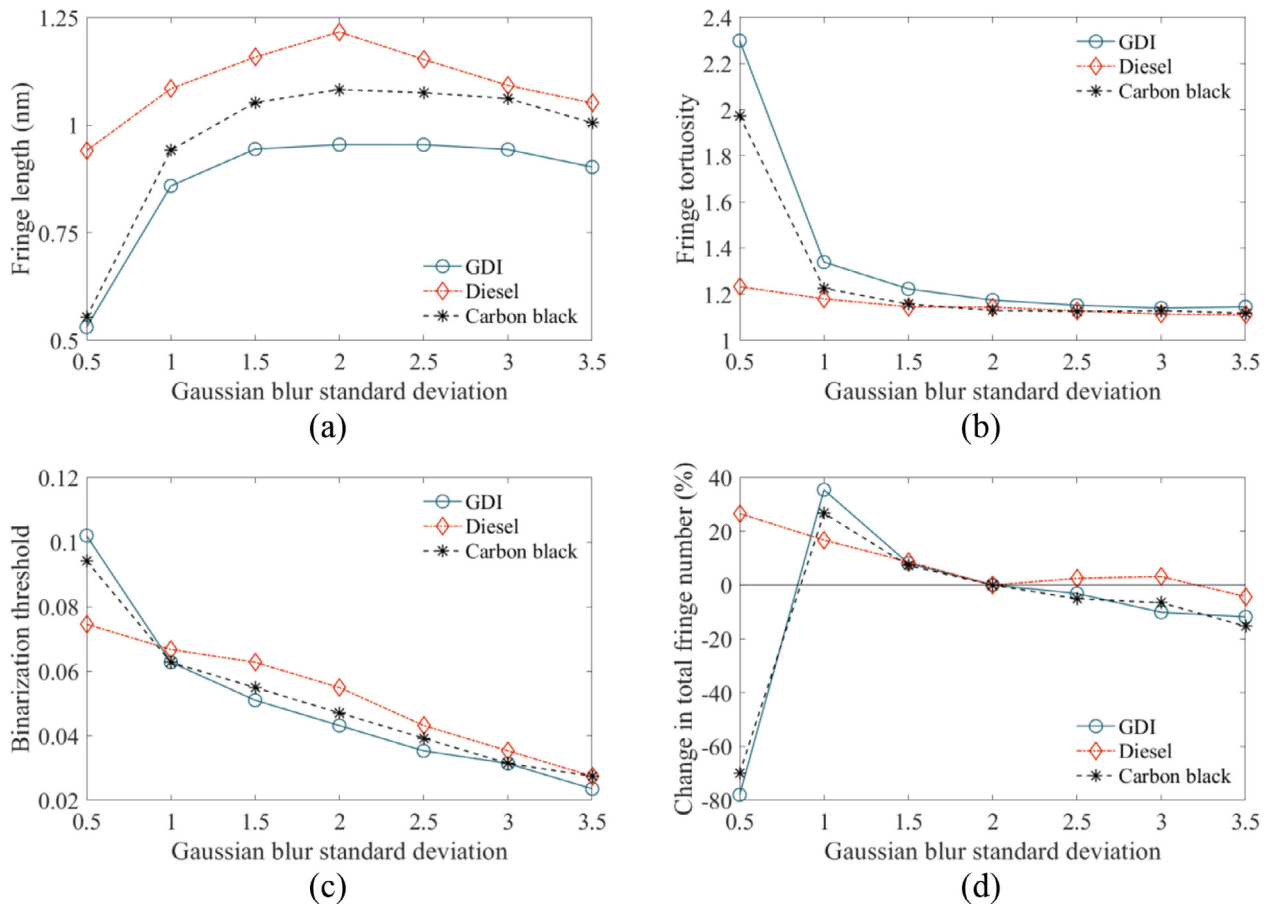 1.25
1
0.75
0.5
Fringe length (nm)
GDI
Diesel
Carbon black
0.5 1 1.5 2 2.5 3 3.5
Gaussian blur standard deviation
(a)
2.4
2.2
2
1.8
1.6
1.4
1.2
1
Fringe tortuosity
GDI
Diesel
Carbon black
0.5 1 1.5 2 2.5 3 3.5
Gaussian blur standard deviation
(b)
0.12
0.1
0.08
0.06
0.04
0.02
Binarization threshold
GDI
Diesel
Carbon black
0.5 1 1.5 2 2.5 3 3.5
Gaussian blur standard deviation
(c)
40
20
0
-20
-40
-60
-80
Change in total fringe number (%)
GDI
Diesel
Carbon black
0.5 1 1.5 2 2.5 3 3.5
Gaussian blur standard deviation
(d)